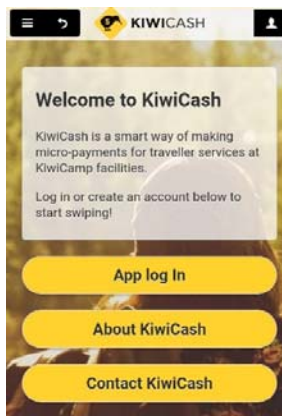 KIWICASH
Welcome to KiwiCash
KiwiCash is a smart way of making
micro-payments for traveller services at
KiwiCamp facilities.
Log in or create an account below to
start swiping!
App log In
About KiwiCash
Contact KiwiCash